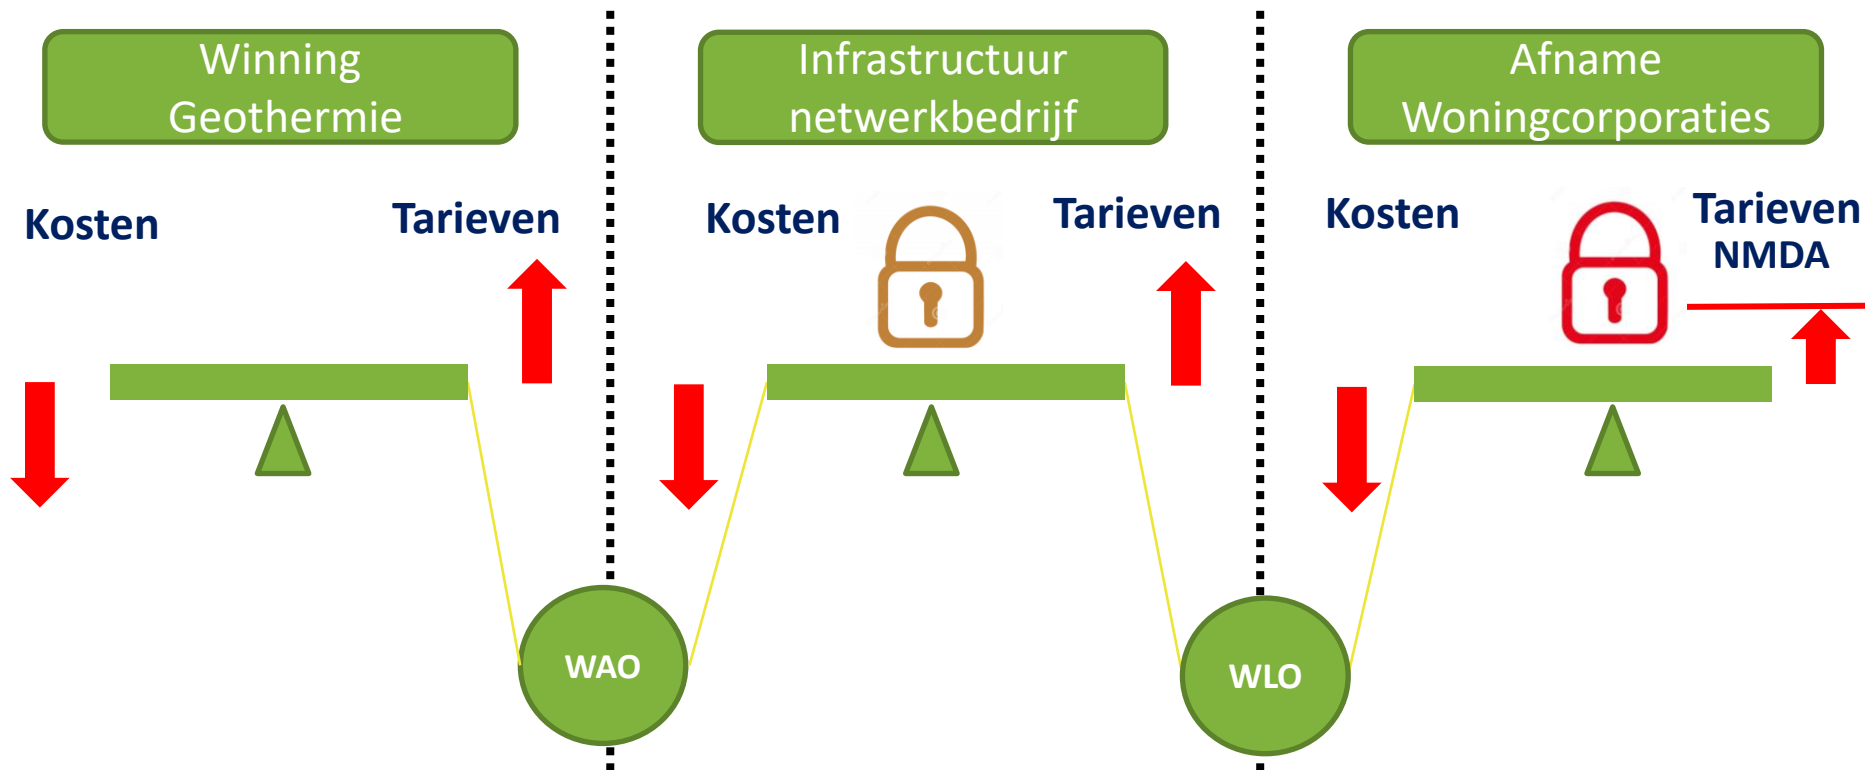 Winning
Geothermie
Infrastructuur
netwerkbedrijf
Afname
Woningcorporaties
Kosten
Tarieven
Kosten
Tarieven
Kosten
Tarieven
NMDA
WAO
WLO